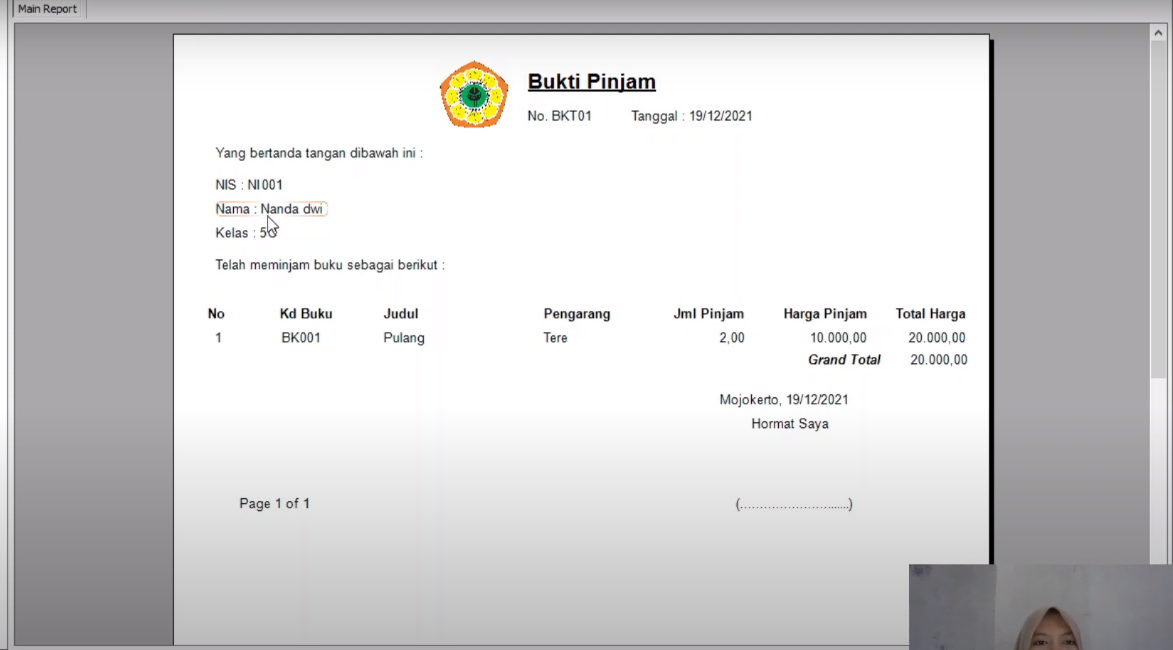 Main Report
Bukti Pinjam
No. BKT01 Tanggal : 19/12/2021
Yang bertanda tangan dibawah ini :
NIS : NI001
Nama : Nanda dwi
Kelas :
Telah meminjam buku sebagai berikut :
No Kd Buku Judul Pengarang Jml Pinjam Harga Pinjam Total Harga
1 BK001 Pulang Tere 2,00 10.000,00 20.000,00
Grand Total 20.000,00
Mojokerto, 19/12/2021
Hormat Saya
Page 1 of 1 (.............................)